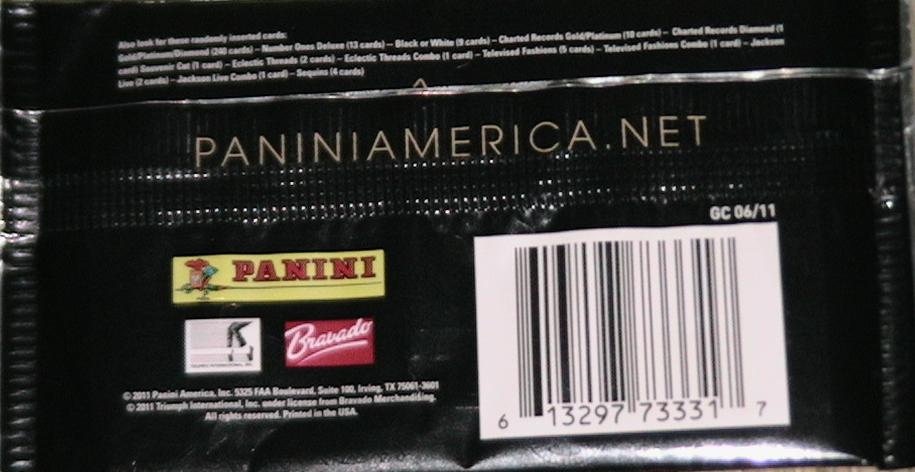 Also look for these randomly inserted cards:
Gold/Platinum/Diamond (240 cards) – Number Ones Deluxe (13 cards) – Black or White (9 cards) – Charted Records Gold/Platinum (10 cards) – Charted Records Diamond (1
card) Souvenir Cut (1 card) – Eclectic Threads (2 cards) – Eclectic Threads Combo (1 card) – Televised Fashions (5 cards) – Televised Fashions Combo (1 card) – Jackson
Live (2 cards) – Jackson Live Combo (1 card) – Sequins (4 cards)
PANINIAMERICA.NET
GC 06/11
PANINI
TRIUMPH INTERNATIONAL, INC.
Bravado
© 2011 Panini America, Inc. 5325 FAA Boulevard, Suite 100, Irving, TX 75061-3601
© 2011 Triumph International, Inc. under license from Bravado Merchandising.
All rights reserved. Printed in the USA.
6 13297 73331 7